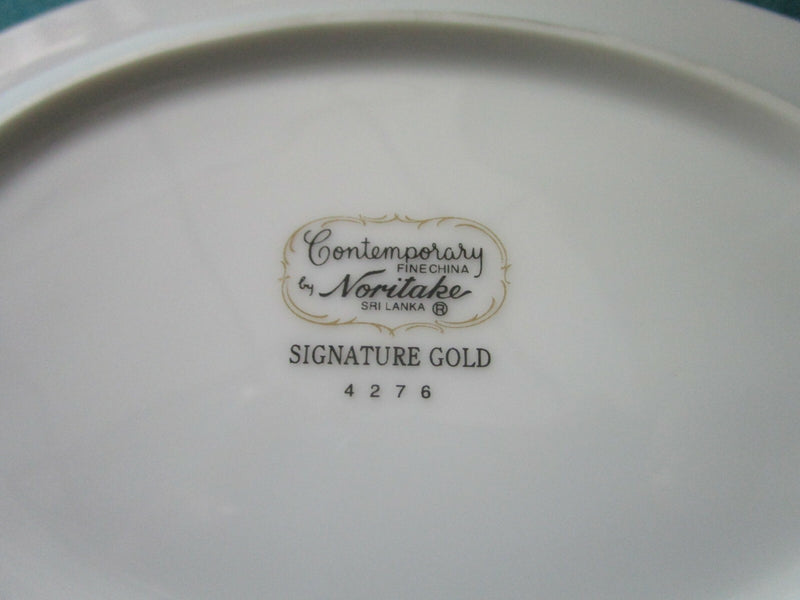 Contemporary
FINE CHINA
by Noritake
SRI LANKA ®
SIGNATURE GOLD
4276